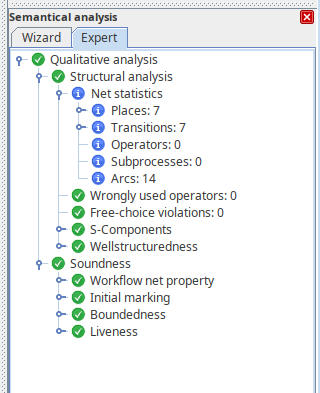 Semantical analysis
Wizard
Expert
Qualitative analysis
Structural analysis
Net statistics
Places: 7
Transitions: 7
Operators: 0
Subprocesses: 0
Arcs: 14
Wrongly used operators: 0
Free-choice violations: 0
S-Components
Wellstructuredness
Soundness
Workflow net property
Initial marking
Boundedness
Liveness